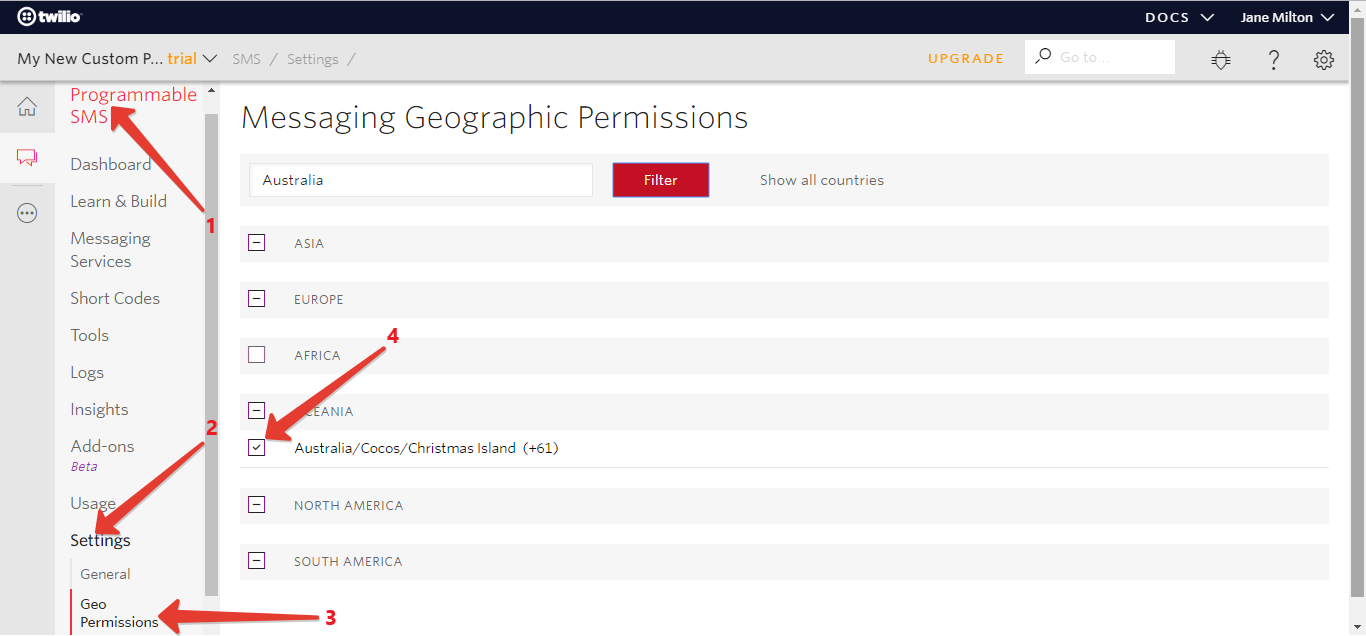 twilio
DOCS
Jane Milton
My New Custom P... trial
SMS / Settings /
UPGRADE
Go to...
?
Programmable
SMS
1
Dashboard
Learn & Build
Messaging
Services
Short Codes
Tools
Logs
Insights
Add-ons
Beta
2
Usage
Settings
General
Geo
Permissions
3
Messaging Geographic Permissions
Australia
Filter
Show all countries
ASIA
EUROPE
4
AFRICA
OCEANIA
Australia/Cocos/Christmas Island (+61)
NORTH AMERICA
SOUTH AMERICA